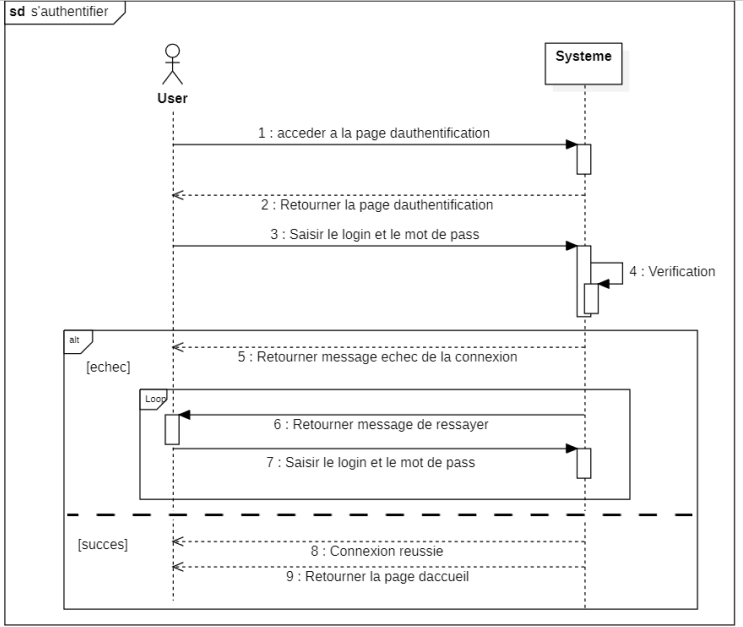 sd s'authentifier
User
Systeme
1 : acceder a la page dauthentification
2 : Retourner la page dauthentification
3 : Saisir le login et le mot de pass
4 : Verification
alt
[echec]
5 : Retourner message echec de la connexion
Loop
6 : Retourner message de ressayer
7 : Saisir le login et le mot de pass
[succes]
8 : Connexion reussie
9 : Retourner la page daccueil